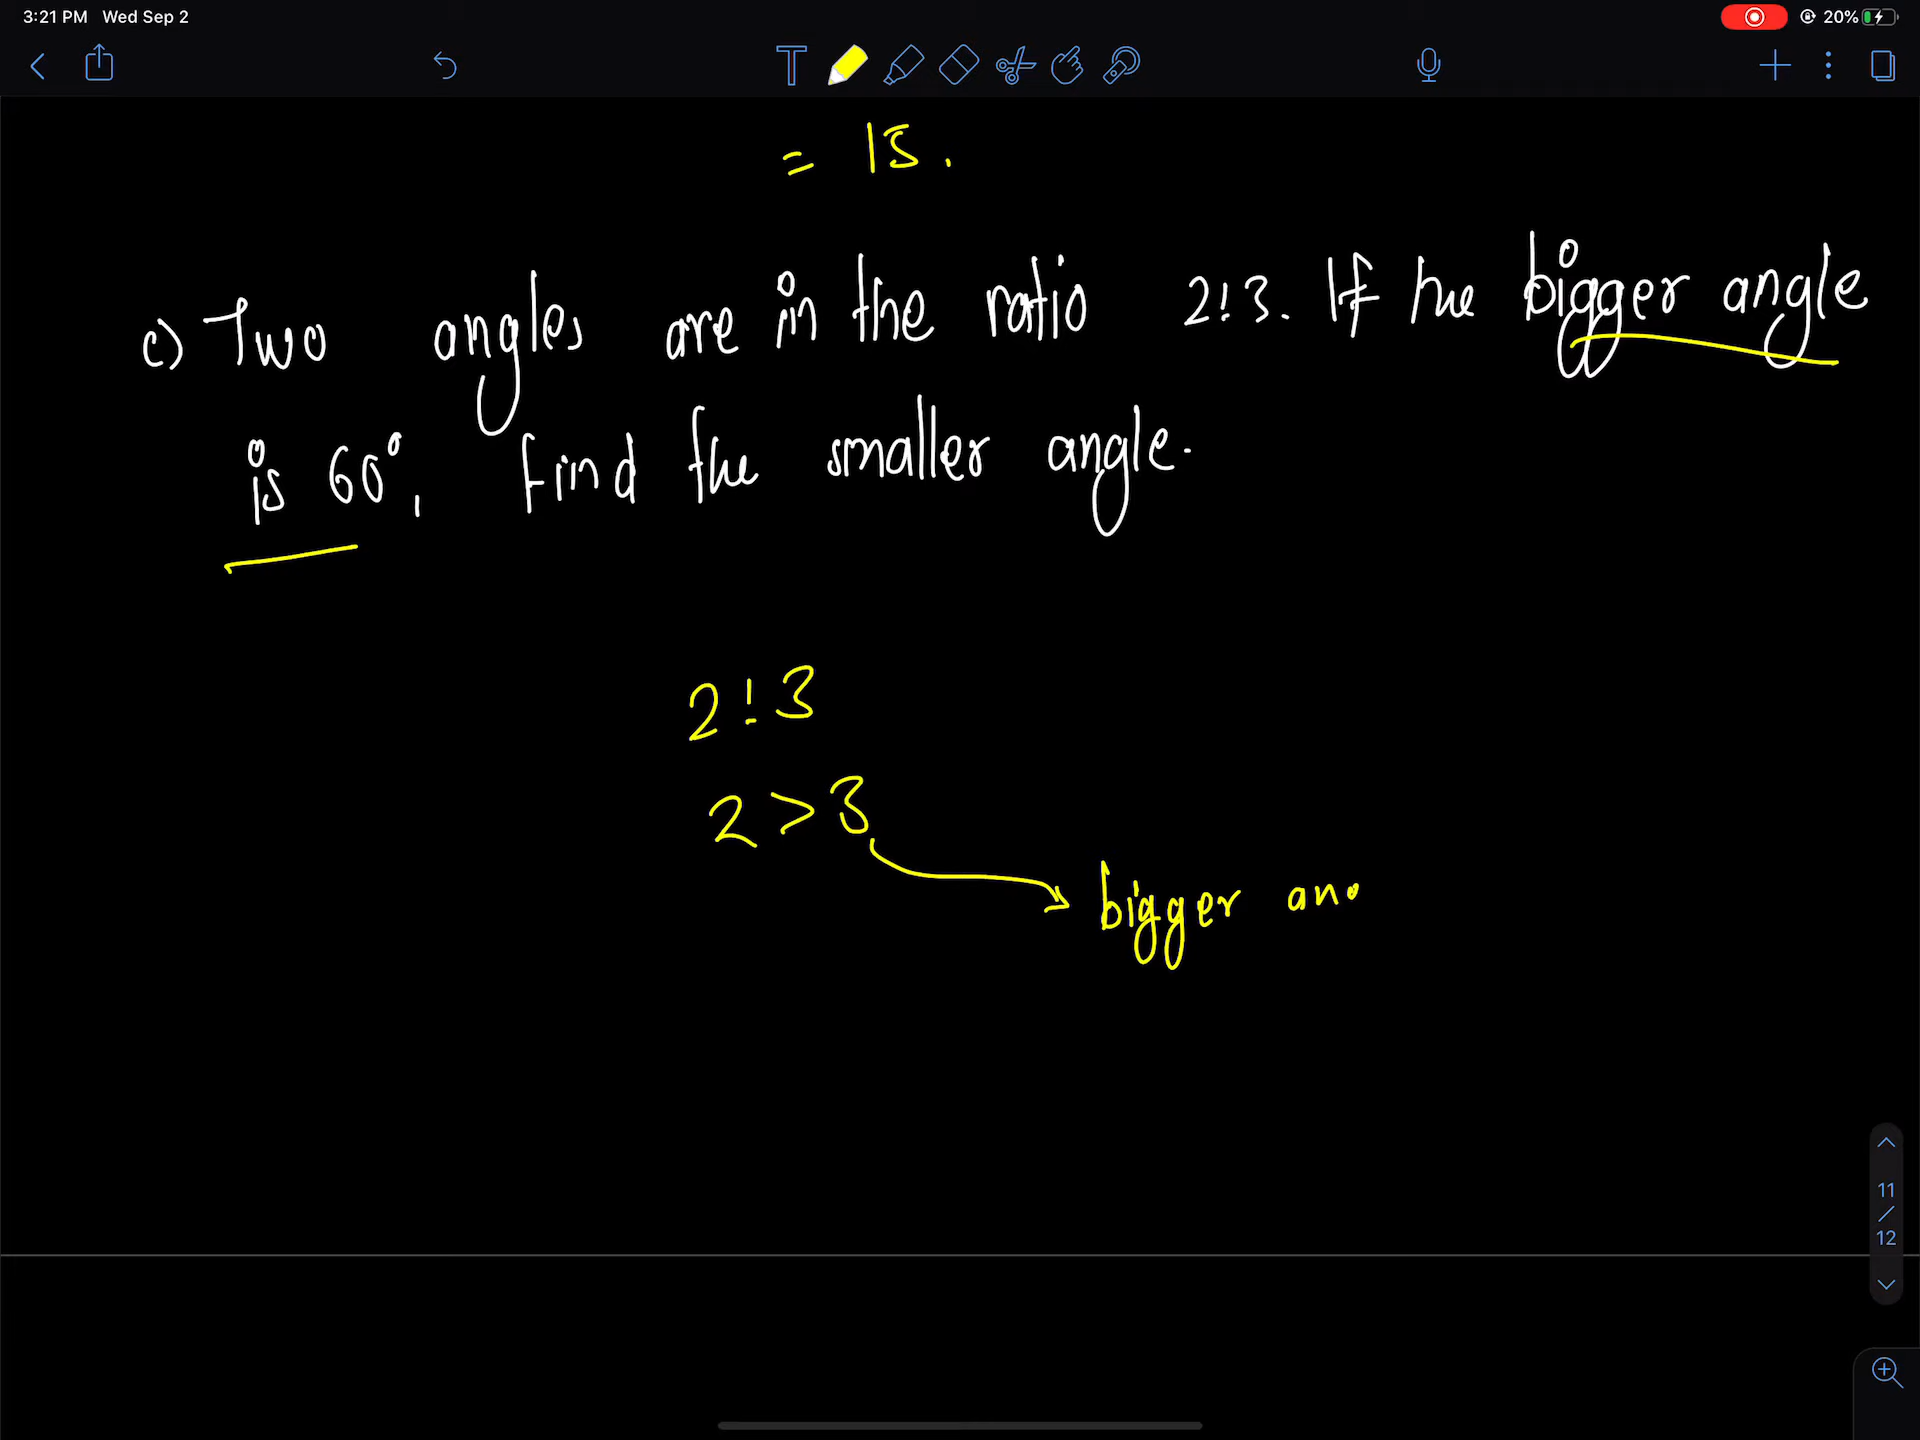 3:21 PM Wed Sep 2
20%
= 15.
c) Two angles are in the ratio 2:3. If the bigger angle
is 60°, find the smaller angle.
2:3
2 > 3
bigger an
11
/
12